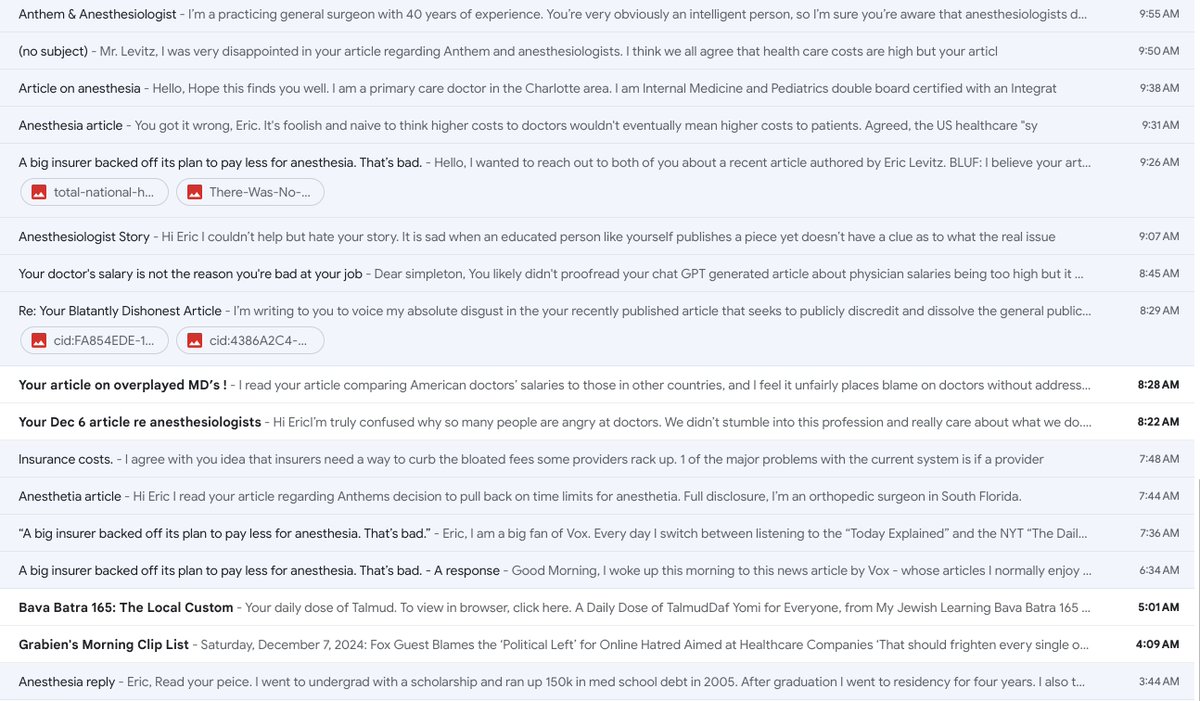 Anthem & Anesthesiologist - I'm a practicing general surgeon with 40 years of experience. You're very obviously an intelligent person, so I'm sure you're aware that anesthesiologists d... 9:55 AM
(no subject) - Mr. Levitz, I was very disappointed in your article regarding Anthem and anesthesiologists. I think we all agree that health care costs are high but your articl 9:50 AM
Article on anesthesia - Hello, Hope this finds you well. I am a primary care doctor in the Charlotte area. I am Internal Medicine and Pediatrics double board certified with an Integrat 9:38 AM
Anesthesia article - You got it wrong, Eric. It's foolish and naive to think higher costs to doctors wouldn't eventually mean higher costs to patients. Agreed, the US healthcare "sy 9:31 AM
A big insurer backed off its plan to pay less for anesthesia. That's bad. - Hello, I wanted to reach out to both of you about a recent article authored by Eric Levitz. BLUF: I believe your art... 9:26 AM
total-national-h... There-Was-No-...
Anesthesiologist Story - Hi Eric I couldn't help but hate your story. It is sad when an educated person like yourself publishes a piece yet doesn't have a clue as to what the real issue 9:07 AM
Your doctor's salary is not the reason you're bad at your job - Dear simpleton, You likely didn't proofread your chat GPT generated article about physician salaries being too high but it ... 8:45 AM
Re: Your Blatantly Dishonest Article - I'm writing to you to voice my absolute disgust in the your recently published article that seeks to publicly discredit and dissolve the general public... 8:29 AM
cid:FA854EDE-1... cid:4386A2C4-...
Your article on overplayed MD's ! - I read your article comparing American doctors' salaries to those in other countries, and I feel it unfairly places blame on doctors without address... 8:28 AM
Your Dec 6 article re anesthesiologists - Hi EricI'm truly confused why so many people are angry at doctors. We didn't stumble into this profession and really care about what we do.... 8:22 AM
Insurance costs. - I agree with you idea that insurers need a way to curb the bloated fees some providers rack up. 1 of the major problems with the current system is if a provider 7:48 AM
Anesthetia article - Hi Eric I read your article regarding Anthems decision to pull back on time limits for anesthetia. Full disclosure, I'm an orthopedic surgeon in South Florida. 7:44 AM
"A big insurer backed off its plan to pay less for anesthesia. That's bad." - Eric, I am a big fan of Vox. Every day I switch between listening to the "Today Explained" and the NYT "The Dail... 7:36 AM
A big insurer backed off its plan to pay less for anesthesia. That's bad. - A response - Good Morning, I woke up this morning to this news article by Vox - whose articles I normally enjoy ... 6:34 AM
Bava Batra 165: The Local Custom - Your daily dose of Talmud. To view in browser, click here. A Daily Dose of TalmudDaf Yomi for Everyone, from My Jewish Learning Bava Batra 165 ... 5:01 AM
Grabien's Morning Clip List - Saturday, December 7, 2024: Fox Guest Blames the 'Political Left' for Online Hatred Aimed at Healthcare Companies 'That should frighten every single o... 4:09 AM
Anesthesia reply - Eric, Read your peice. I went to undergrad with a scholarship and ran up 150k in med school debt in 2005. After graduation I went to residency for four years. I also t... 3:44 AM